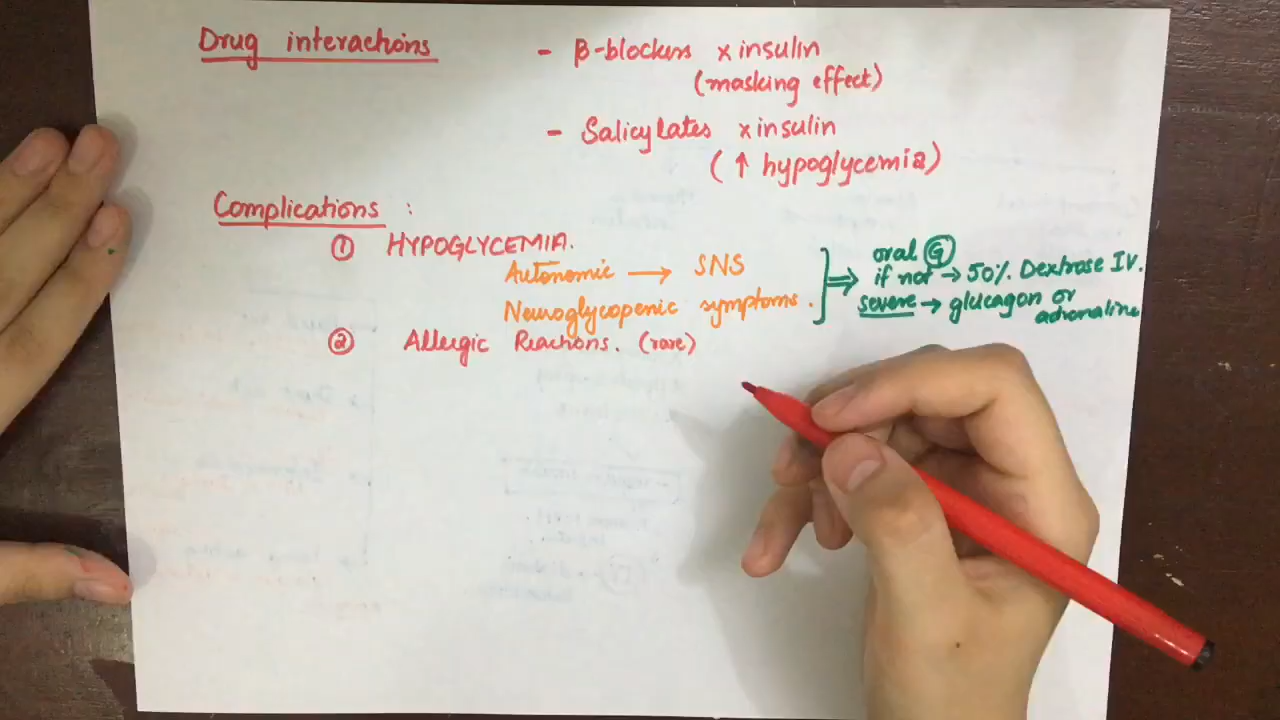 Drug interactions
- β-blockers x insulin
(masking effect)
- Salicylates x insulin
(↑ hypoglycemia)
Complications :
① HYPOGLYCEMIA.
Autonomic → SNS
Neuroglycopenic symptoms.
oral G
if not → 50% Dextrose IV.
severe → glucagon or
adrenaline
② Allergic Reactions. (rare)